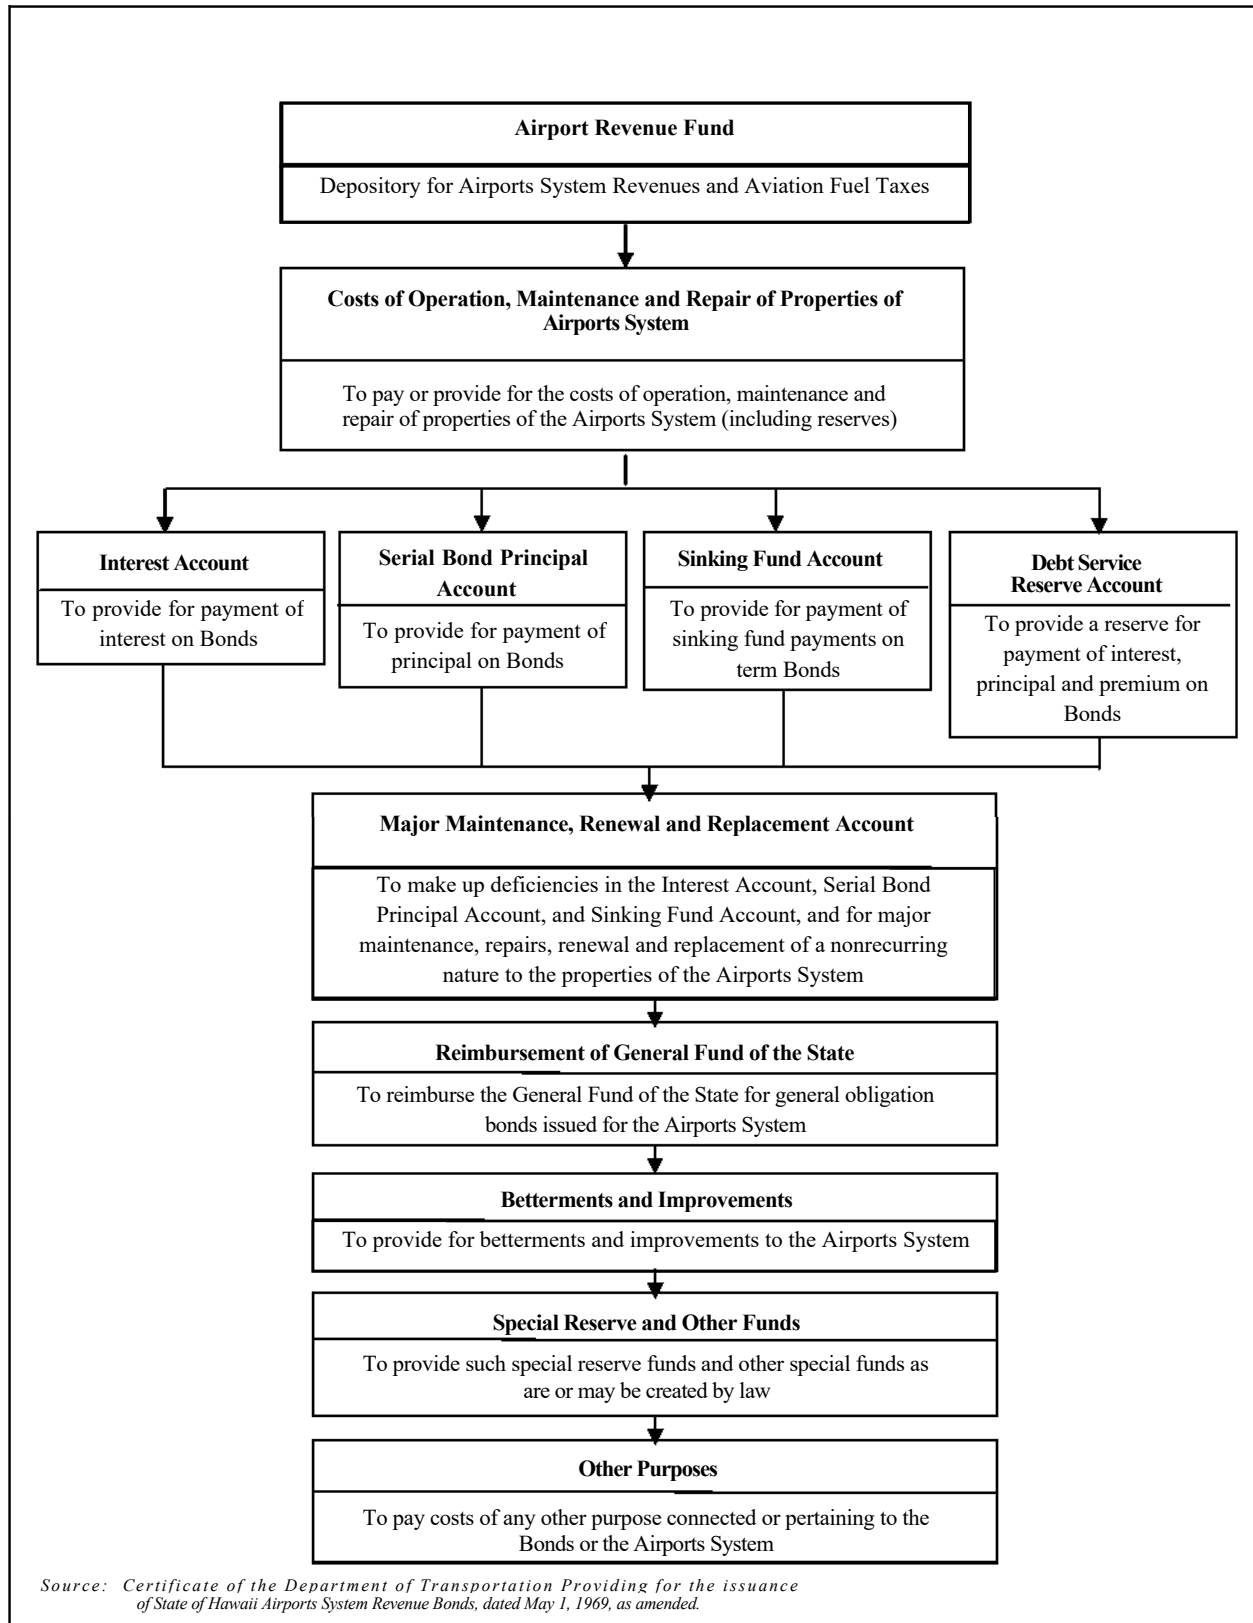 Airport Revenue Fund
Depository for Airports System Revenues and Aviation Fuel Taxes
Costs of Operation, Maintenance and Repair of Properties of
Airports System
To pay or provide for the costs of operation, maintenance and
repair of properties of the Airports System (including reserves)
Interest Account
To provide for payment of
interest on Bonds
Serial Bond Principal
Account
To provide for payment of
principal on Bonds
Sinking Fund Account
To provide for payment of
sinking fund payments on
term Bonds
Debt Service
Reserve Account
To provide a reserve for
payment of interest,
principal and premium on
Bonds
Major Maintenance, Renewal and Replacement Account
To make up deficiencies in the Interest Account, Serial Bond
Principal Account, and Sinking Fund Account, and for major
maintenance, repairs, renewal and replacement of a nonrecurring
nature to the properties of the Airports System
Reimbursement of General Fund of the State
To reimburse the General Fund of the State for general obligation
bonds issued for the Airports System
Betterments and Improvements
To provide for betterments and improvements to the Airports System
Special Reserve and Other Funds
To provide such special reserve funds and other special funds as
are or may be created by law
Other Purposes
To pay costs of any other purpose connected or pertaining to the
Bonds or the Airports System
Source: Certificate of the Department of Transportation Providing for the issuance
of State of Hawaii Airports System Revenue Bonds, dated May 1, 1969, as amended.